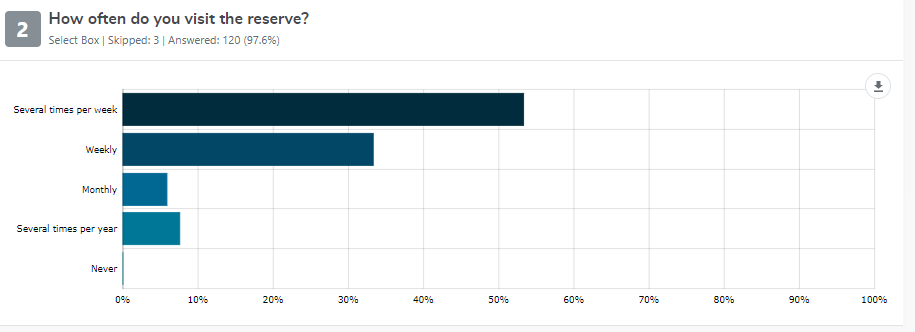 2
How often do you visit the reserve?
Select Box | Skipped: 3 | Answered: 120 (97.6%)
Several times per week
Weekly
Monthly
Several times per year
Never
0% 10% 20% 30% 40% 50% 60% 70% 80% 90% 100%